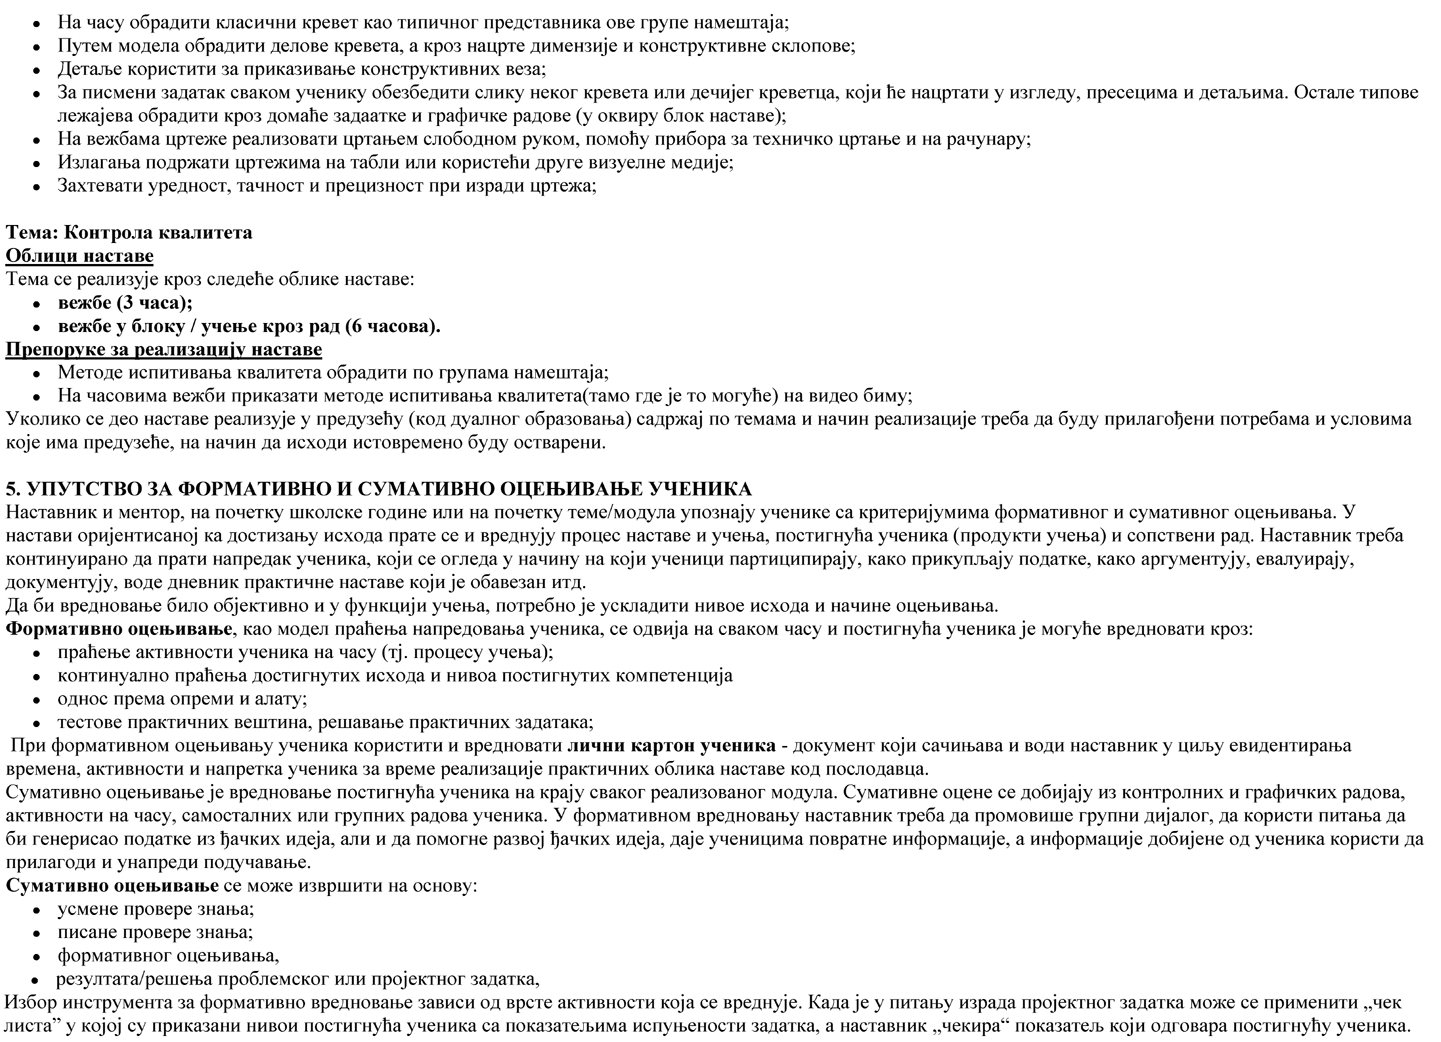 • На часу обрадити класични кревет као типичног представника ове групе намештаја;
• Путем модела обрадити делове кревета, а кроз нацрте димензије и конструктивне склопове;
• Детаље користити за приказивање конструктивних веза;
• За писмени задатак сваком ученику обезбедити слику неког кревета или дечијег креветца, који ће нацртати у изгледу, пресецима и детаљима. Остале типове
лежајева обрадити кроз домаће задаатке и графичке радове (у оквиру блок наставе);
• На вежбама цртеже реализовати цртањем слободном руком, помоћу прибора за техничко цртање и на рачунару;
• Излагања подржати цртежима на табли или користећи друге визуелне медије;
• Захтевати уредност, тачност и прецизност при изради цртежа;
Тема: Контрола квалитета
Облици наставе
Тема се реализује кроз следеће облике наставе:
• вежбе (3 часа);
• вежбе у блоку / учење кроз рад (6 часова).
Препоруке за реализацију наставе
• Методе испитивања квалитета обрадити по групама намештаја;
• На часовима вежби приказати методе испитивања квалитета(тамо где је то могуће) на видео биму;
Уколико се део наставе реализује у предузећу (код дуалног образовања) садржај по темама и начин реализације треба да буду прилагођени потребама и условима
које има предузеће, на начин да исходи истовремено буду остварени.
5. УПУТСТВО ЗА ФОРМАТИВНО И СУМАТИВНО ОЦЕЊИВАЊЕ УЧЕНИКА
Наставник и ментор, на почетку школске године или на почетку теме/модула упознају ученике са критеријумима формативног и сумативног оцењивања. У
настави оријентисаној ка достизању исхода прате се и вреднују процес наставе и учења, постигнућа ученика (продукти учења) и сопствени рад. Наставник треба
континуирано да прати напредак ученика, који се огледа у начину на који ученици партиципирају, како прикупљају податке, како аргументују, евалуирају,
документују, воде дневник практичне наставе који је обавезан итд.
Да би вредновање било објективно и у функцији учења, потребно је ускладити нивое исхода и начине оцењивања.
Формативно оцењивање, као модел праћења напредовања ученика, се одвија на сваком часу и постигнућа ученика је могуће вредновати кроз:
• праћење активности ученика на часу (тј. процесу учења);
• континуално праћења достигнутих исхода и нивоа постигнутих компетенција
• однос према опреми и алату;
• тестове практичних вештина, решавање практичних задатака;
При формативном оцењивању ученика користити и вредновати лични картон ученика - документ који сачињава и води наставник у циљу евидентирања
времена, активности и напретка ученика за време реализације практичних облика наставе код послодавца.
Сумативно оцењивање је вредновање постигнућа ученика на крају сваког реализованог модула. Сумативне оцене се добијају из контролних и графичких радова,
активности на часу, самосталних или групних радова ученика. У формативном вредновању наставник треба да промовише групни дијалог, да користи питања да
би генерисао податке из ђачких идеја, али и да помогне развој ђачких идеја, даје ученицима повратне информације, а информације добијене од ученика користи да
прилагоди и унапреди подучавање.
Сумативно оцењивање се може извршити на основу:
• усмене провере знања;
• писане провере знања;
• формативног оцењивања,
• резултата/решења проблемског или пројектног задатка,
Избор инструмента за формативно вредновање зависи од врсте активности која се вреднује. Када је у питању израда пројектног задатка може се применити „чек
листа” у којој су приказани нивои постигнућа ученика са показатељима испуњености задатка, а наставник „чекира“ показатељ који одговара постигнућу ученика.